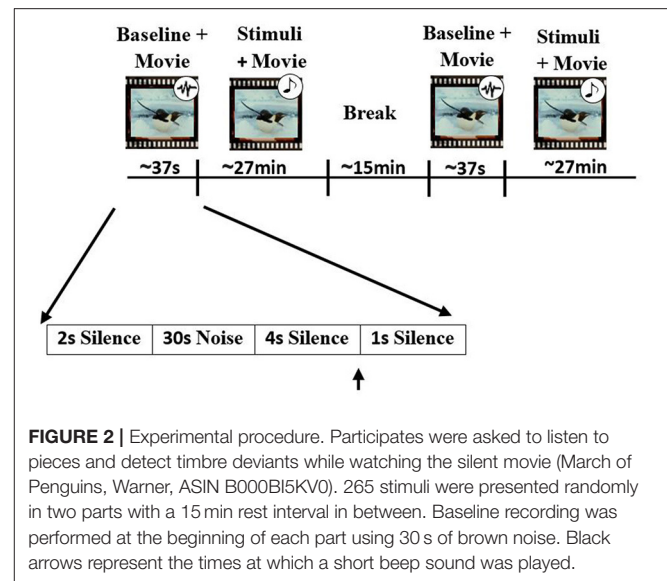 Baseline + Movie
Stimuli + Movie
Break
Baseline + Movie
Stimuli + Movie
~37s
~27min
~15min
~37s
~27min
2s Silence
30s Noise
4s Silence
1s Silence
FIGURE 2 | Experimental procedure. Participates were asked to listen to
pieces and detect timbre deviants while watching the silent movie (March of
Penguins, Warner, ASIN B000BI5KV0). 265 stimuli were presented randomly
in two parts with a 15 min rest interval in between. Baseline recording was
performed at the beginning of each part using 30 s of brown noise. Black
arrows represent the times at which a short beep sound was played.